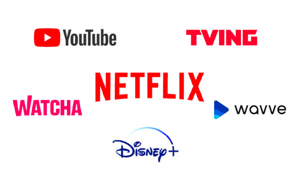 YouTube
TVING
NETFLIX
WATCHA
wavve
Disney+